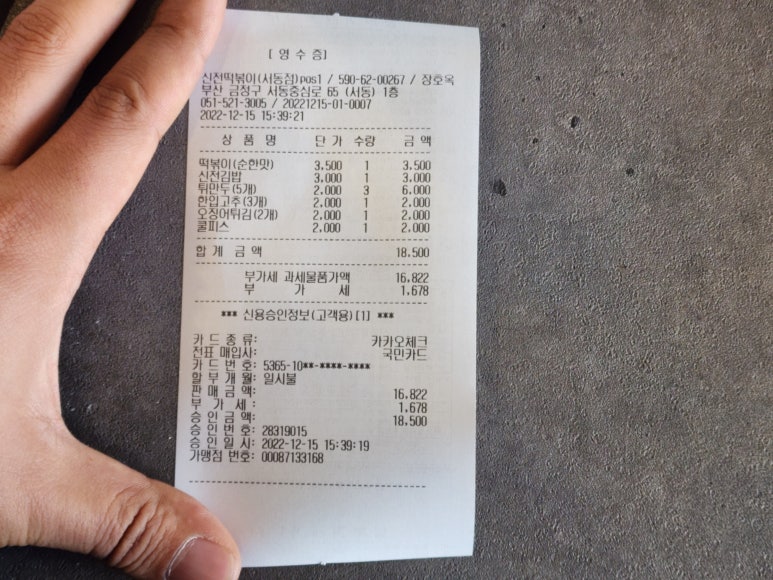 [ 영 수 증]
신전떡볶이(서동점)pos1 / 590-62-00267 / 장호옥
부산 금정구 서동중심로 65 (서동) 1층
051-521-3005 / 20221215-01-0007
2022-12-15 15:39:21
상 품 명 단 가 수량 금 액
떡볶이(순한맛) 3.500 1 3.500
신전김밥 3.000 1 3.000
튀만두(5개) 2.000 3 6.000
한입고추(3개) 2.000 1 2.000
오징어튀김(2개) 2.000 1 2.000
쿨피스 2.000 1 2.000
합 계 금 액 18.500
부가세 과세물품가액 16.822
부 가 세 1.678
*** 신용승인정보(고객용)[1] ***
카 드 종 류: 카카오체크
전표 매입사: 국민카드
카 드 번 호: 5365-10**-****-****
할 부 개 월: 일시불
판 매 금 액: 16.822
부 가 세 : 1.678
승 인 금 액: 18.500
승 인 번 호: 28319015
승 인 일 시: 2022-12-15 15:39:19
가맹점 번호: 00087133168